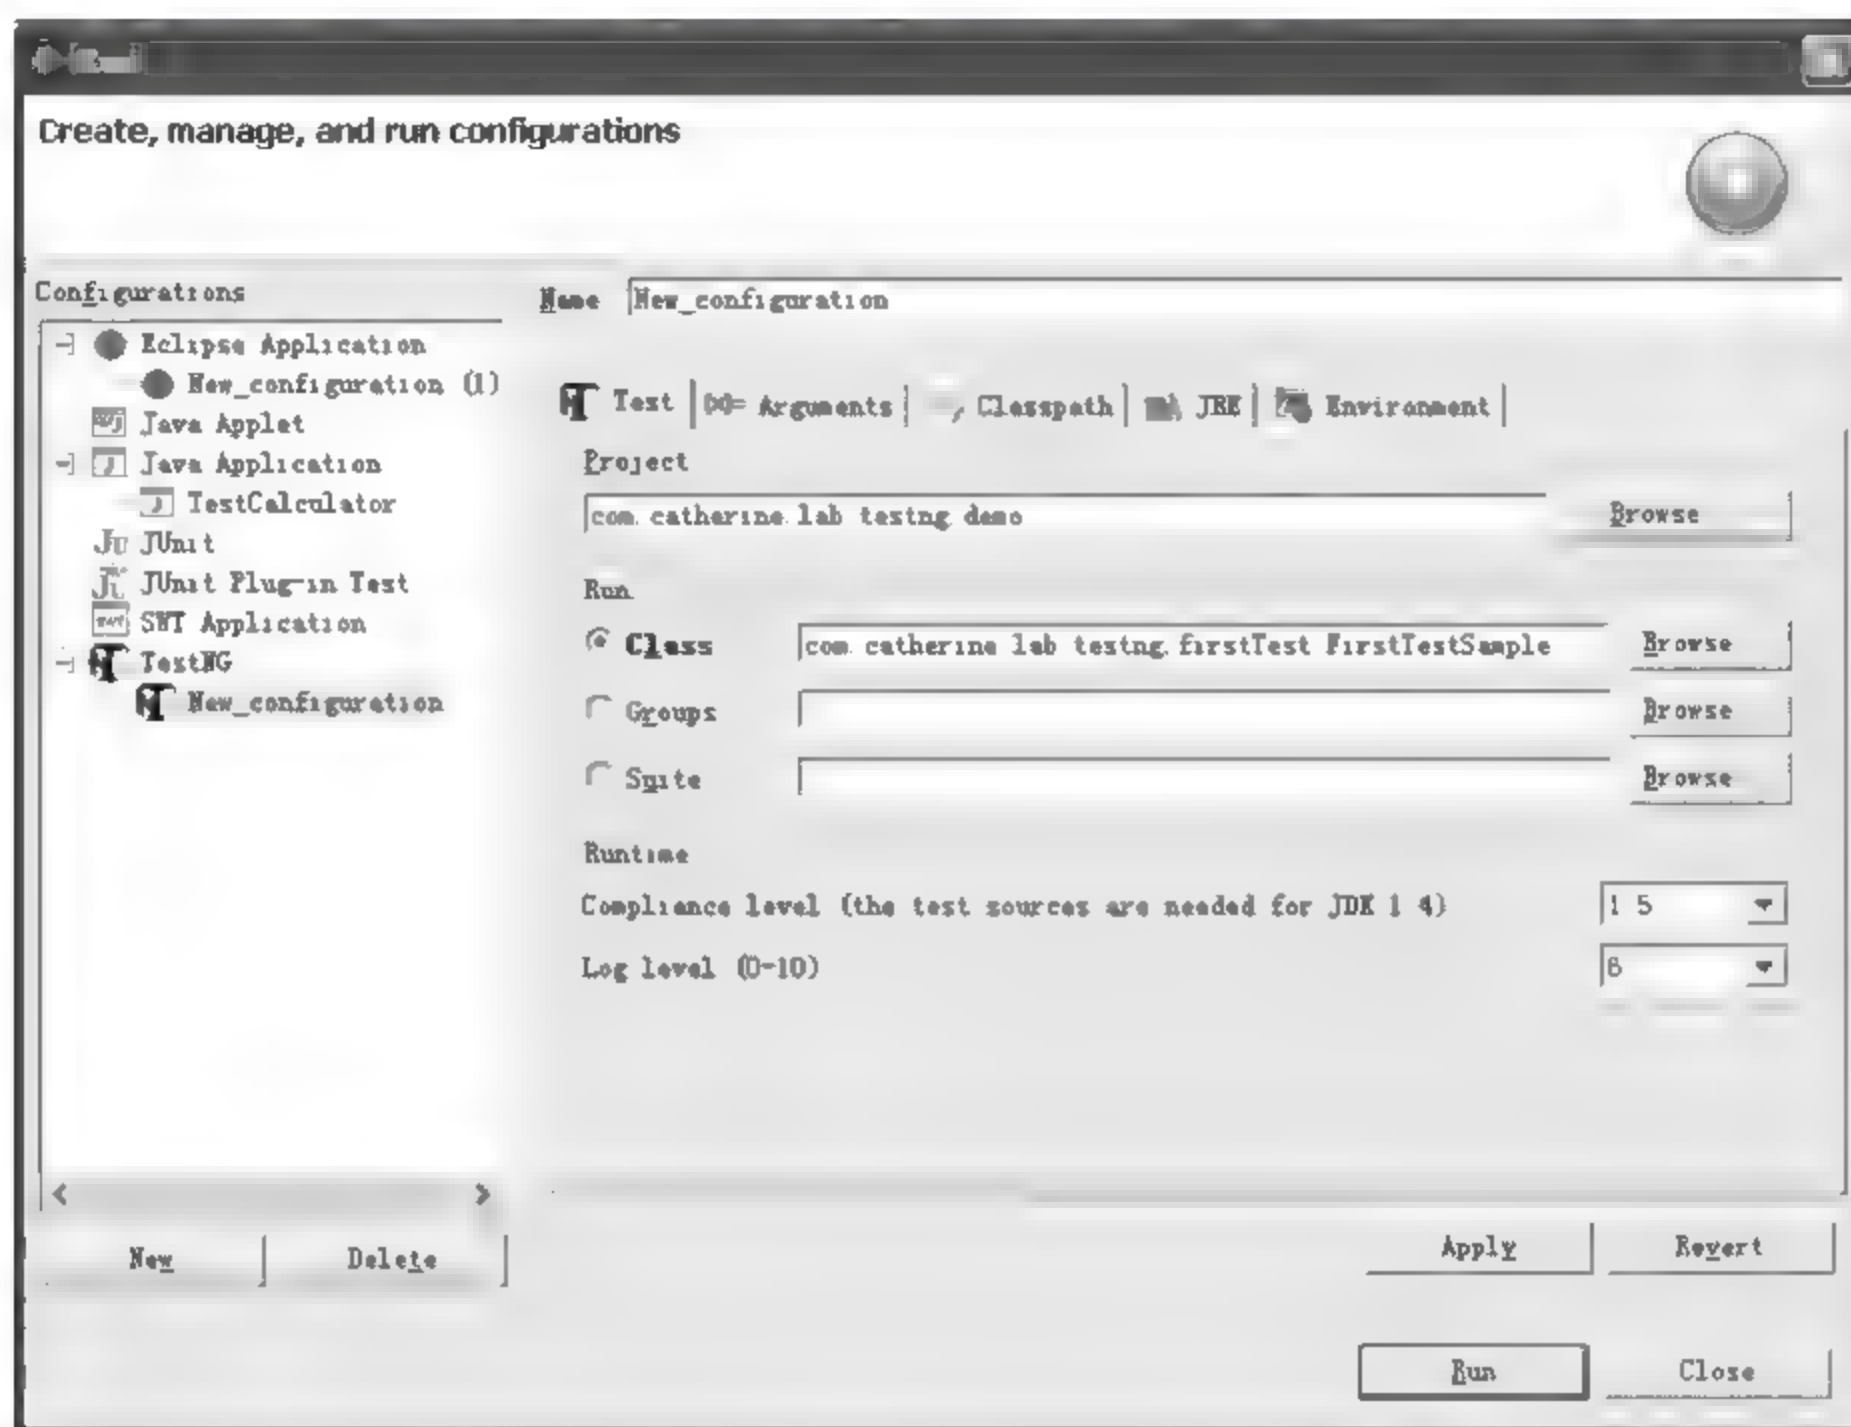 Create, manage, and run configurations
Configurations
Eclipse Application
New_configuration (1)
Java Applet
Java Application
TestCalculator
JUnit
JUnit Plug-in Test
SWT Application
TestNG
New_configuration
New
Delete
Name New_configuration
Test Arguments Classpath JRE Environment
Project
com.catherine.lab testng demo Browse
Run
Class com catherine lab testng.firstTest FirstTestSample Browse
Groups Browse
Suite Browse
Runtime
Compliance level (the test sources are needed for JDK 1 4) 1 5
Log level (0-10)
Apply Revert
Run Close